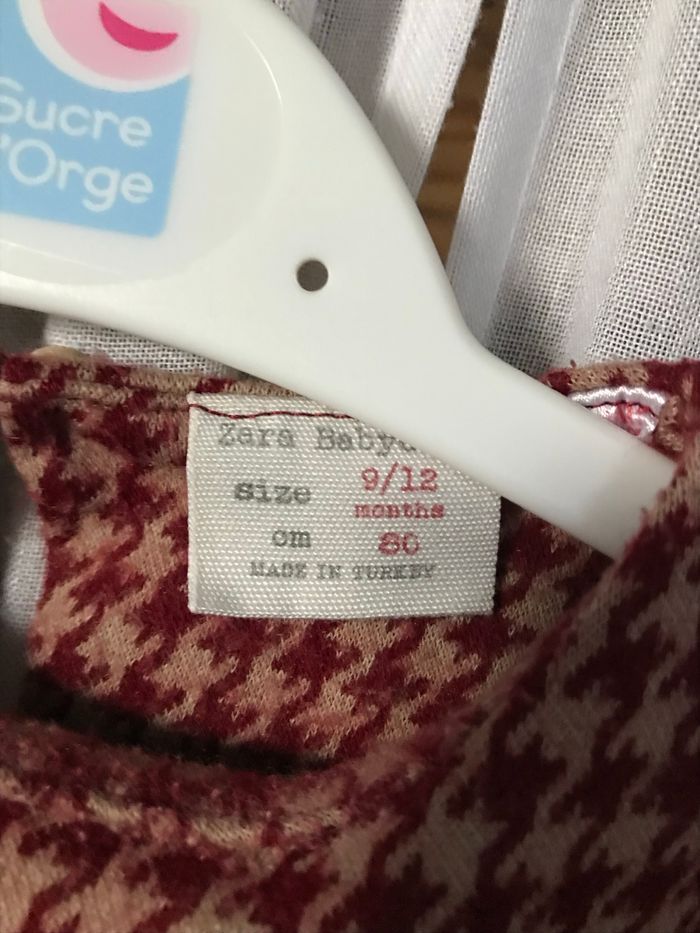 Sucre
'Orge
Zara Baby
size 9/12
months
cm 80
MADE IN TURKEY